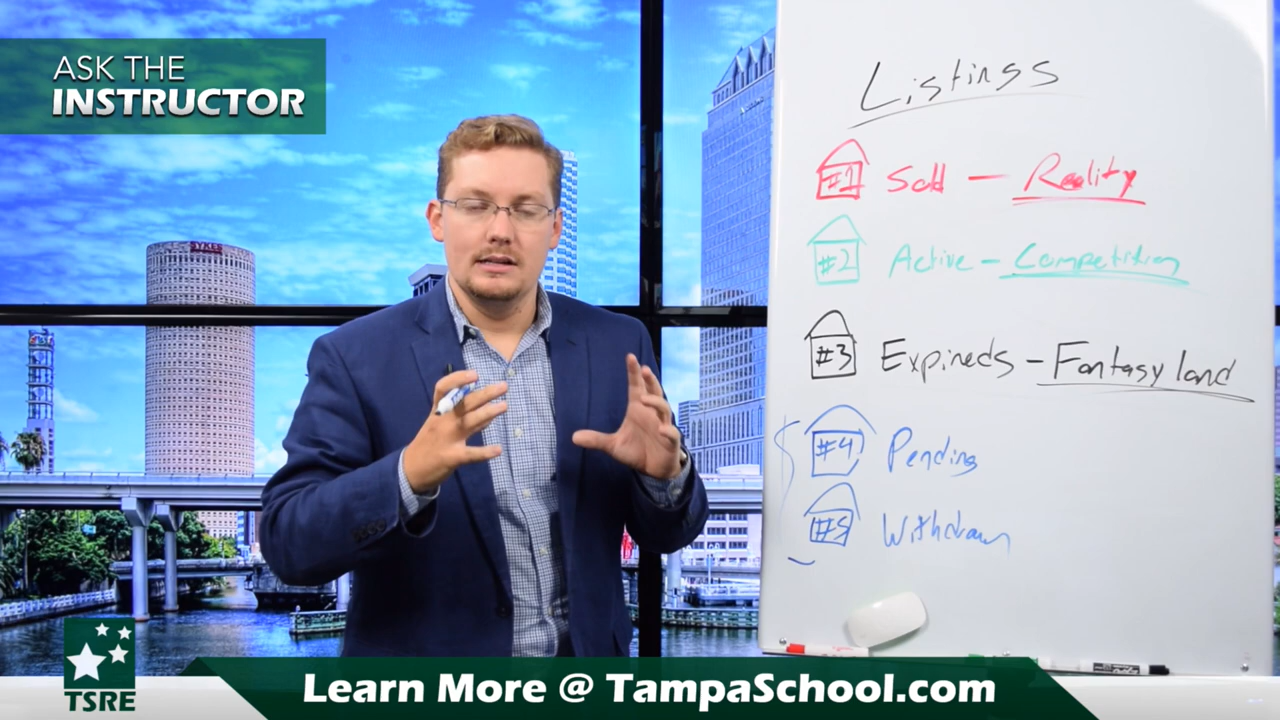 ASK THE
INSTRUCTOR
SYKES
Listings
#1 Sold — Reality
#2 Active - Competition
#3 Expireds - Fantasy land
#4 Pending
#5 Withdrawn
TSRE
Learn More @ TampaSchool.com